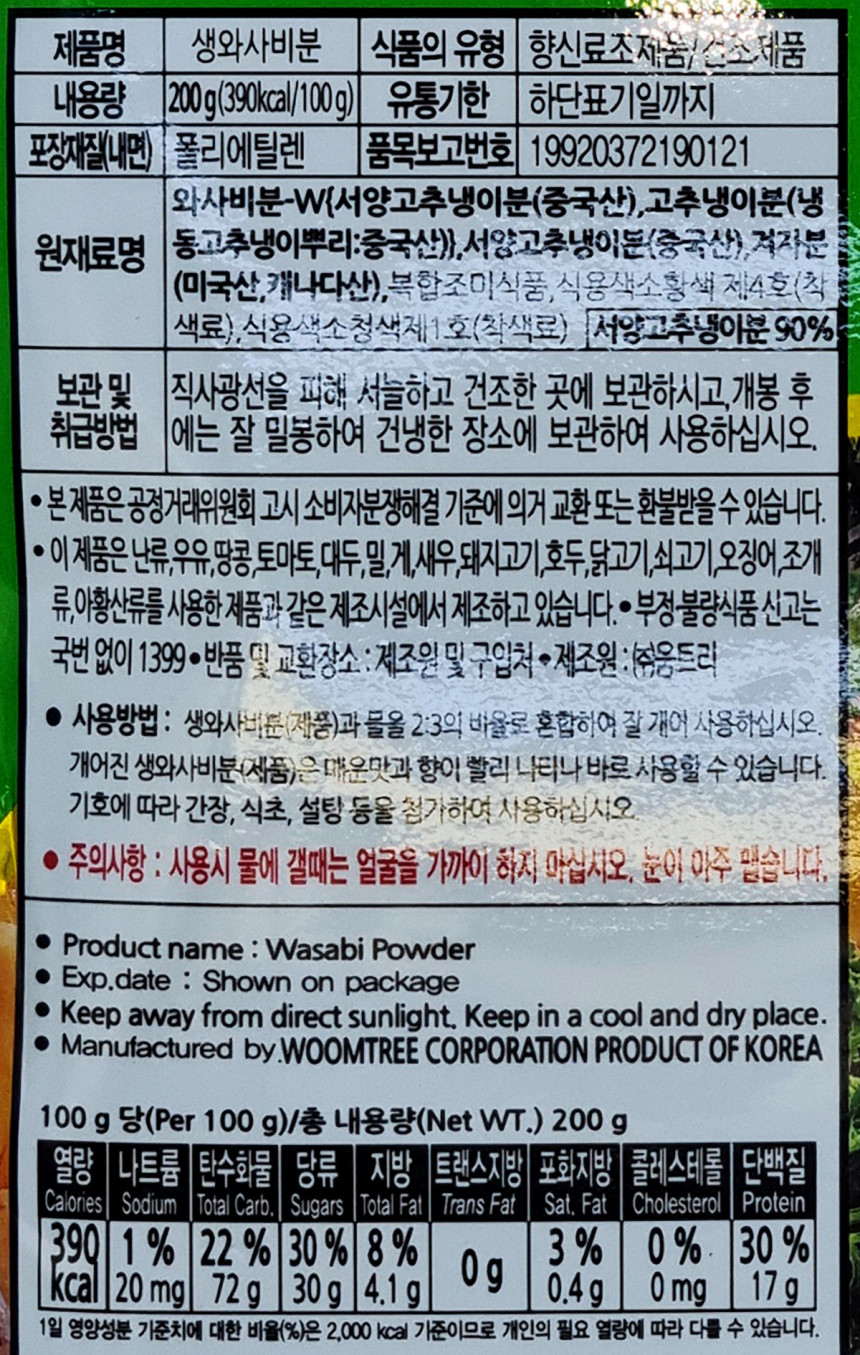 제품명 생와사비분 식품의 유형 향신료조제품/건조제품
내용량 200 g(390kcal/100 g) 유통기한 하단표기일까지
포장재질(내면) 폴리에틸렌 품목보고번호 19920372190121
원재료명 와사비분-W{서양고추냉이분(중국산),고추냉이분(냉
동고추냉이뿌리:중국산)},서양고추냉이분(중국산),겨자분
(미국산,캐나다산),복합조미식품,식용색소황색 제4호(착
색료),식용색소청색제1호(착색료) 서양고추냉이분 90%
보관 및 취급방법 직사광선을 피해 서늘하고 건조한 곳에 보관하시고,개봉 후
에는 잘 밀봉하여 건냉한 장소에 보관하여 사용하십시오.
• 본 제품은 공정거래위원회 고시 소비자분쟁해결 기준에 의거 교환 또는 환불받을 수 있습니다.
• 이 제품은 난류,우유,땅콩,토마토,대두,밀,게,새우,돼지고기,호두,닭고기,쇠고기,오징어,조개
류,아황산류를 사용한 제품과 같은 제조시설에서 제조하고 있습니다. • 부정·불량식품 신고는
국번 없이 1399 • 반품 및 교환장소 : 제조원 및 구입처 • 제조원 : ㈜움트리
• 사용방법 : 생와사비분(제품)과 물을 2:3의 비율로 혼합하여 잘 개어 사용하십시오.
개어진 생와사비분(제품)은 매운맛과 향이 빨리 나타나 바로 사용할 수 있습니다.
기호에 따라 간장, 식초, 설탕 등을 첨가하여 사용하십시오.
• 주의사항 : 사용시 물에 갤때는 얼굴을 가까이 하지 마십시오. 눈이 아주 맵습니다.
• Product name : Wasabi Powder
• Exp.date : Shown on package
• Keep away from direct sunlight. Keep in a cool and dry place.
• Manufactured by.WOOMTREE CORPORATION PRODUCT OF KOREA
100 g 당(Per 100 g)/총 내용량(Net WT.) 200 g
열량 나트륨 탄수화물 당류 지방 트랜스지방 포화지방 콜레스테롤 단백질
Calories Sodium Total Carb. Sugars Total Fat Trans Fat Sat. Fat Cholesterol Protein
390 1 % 22 % 30 % 8 % 0 g 3 % 0 % 30 %
kcal 20 mg 72 g 30 g 4.1 g 0.4 g 0 mg 17 g
1일 영양성분 기준치에 대한 비율(%)은 2,000 kcal 기준이므로 개인의 필요 열량에 따라 다를 수 있습니다.